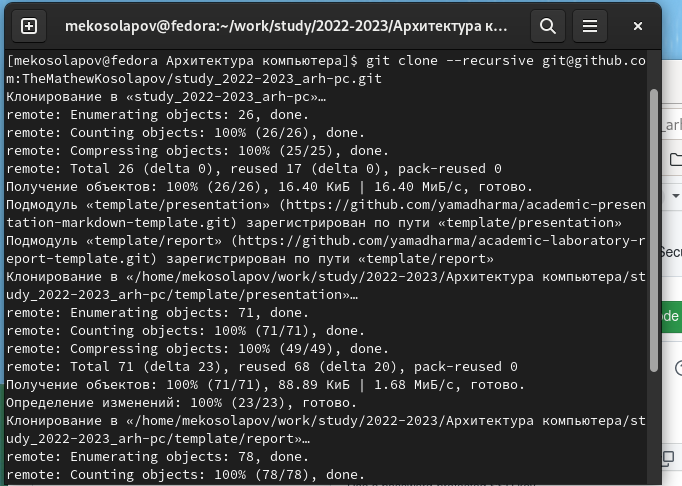 mekosolapov@fedora:~/work/study/2022-2023/Архитектура к...
[mekosolapov@fedora Архитектура компьютера]$ git clone --recursive git@github.co
m:TheMathewKosolapov/study_2022-2023_arh-pc.git
Клонирование в «study_2022-2023_arh-pc»…
remote: Enumerating objects: 26, done.
remote: Counting objects: 100% (26/26), done.
remote: Compressing objects: 100% (25/25), done.
remote: Total 26 (delta 0), reused 17 (delta 0), pack-reused 0
Получение объектов: 100% (26/26), 16.40 КиБ | 16.40 МиБ/с, готово.
Подмодуль «template/presentation» (https://github.com/yamadharma/academic-presen
tation-markdown-template.git) зарегистрирован по пути «template/presentation»
Подмодуль «template/report» (https://github.com/yamadharma/academic-laboratory-r
eport-template.git) зарегистрирован по пути «template/report»
Клонирование в «/home/mekosolapov/work/study/2022-2023/Архитектура компьютера/st
udy_2022-2023_arh-pc/template/presentation»…
remote: Enumerating objects: 71, done.
remote: Counting objects: 100% (71/71), done.
remote: Compressing objects: 100% (49/49), done.
remote: Total 71 (delta 23), reused 68 (delta 20), pack-reused 0
Получение объектов: 100% (71/71), 88.89 КиБ | 1.68 МиБ/с, готово.
Определение изменений: 100% (23/23), готово.
Клонирование в «/home/mekosolapov/work/study/2022-2023/Архитектура компьютера/st
udy_2022-2023_arh-pc/template/report»…
remote: Enumerating objects: 78, done.
remote: Counting objects: 100% (78/78), done.